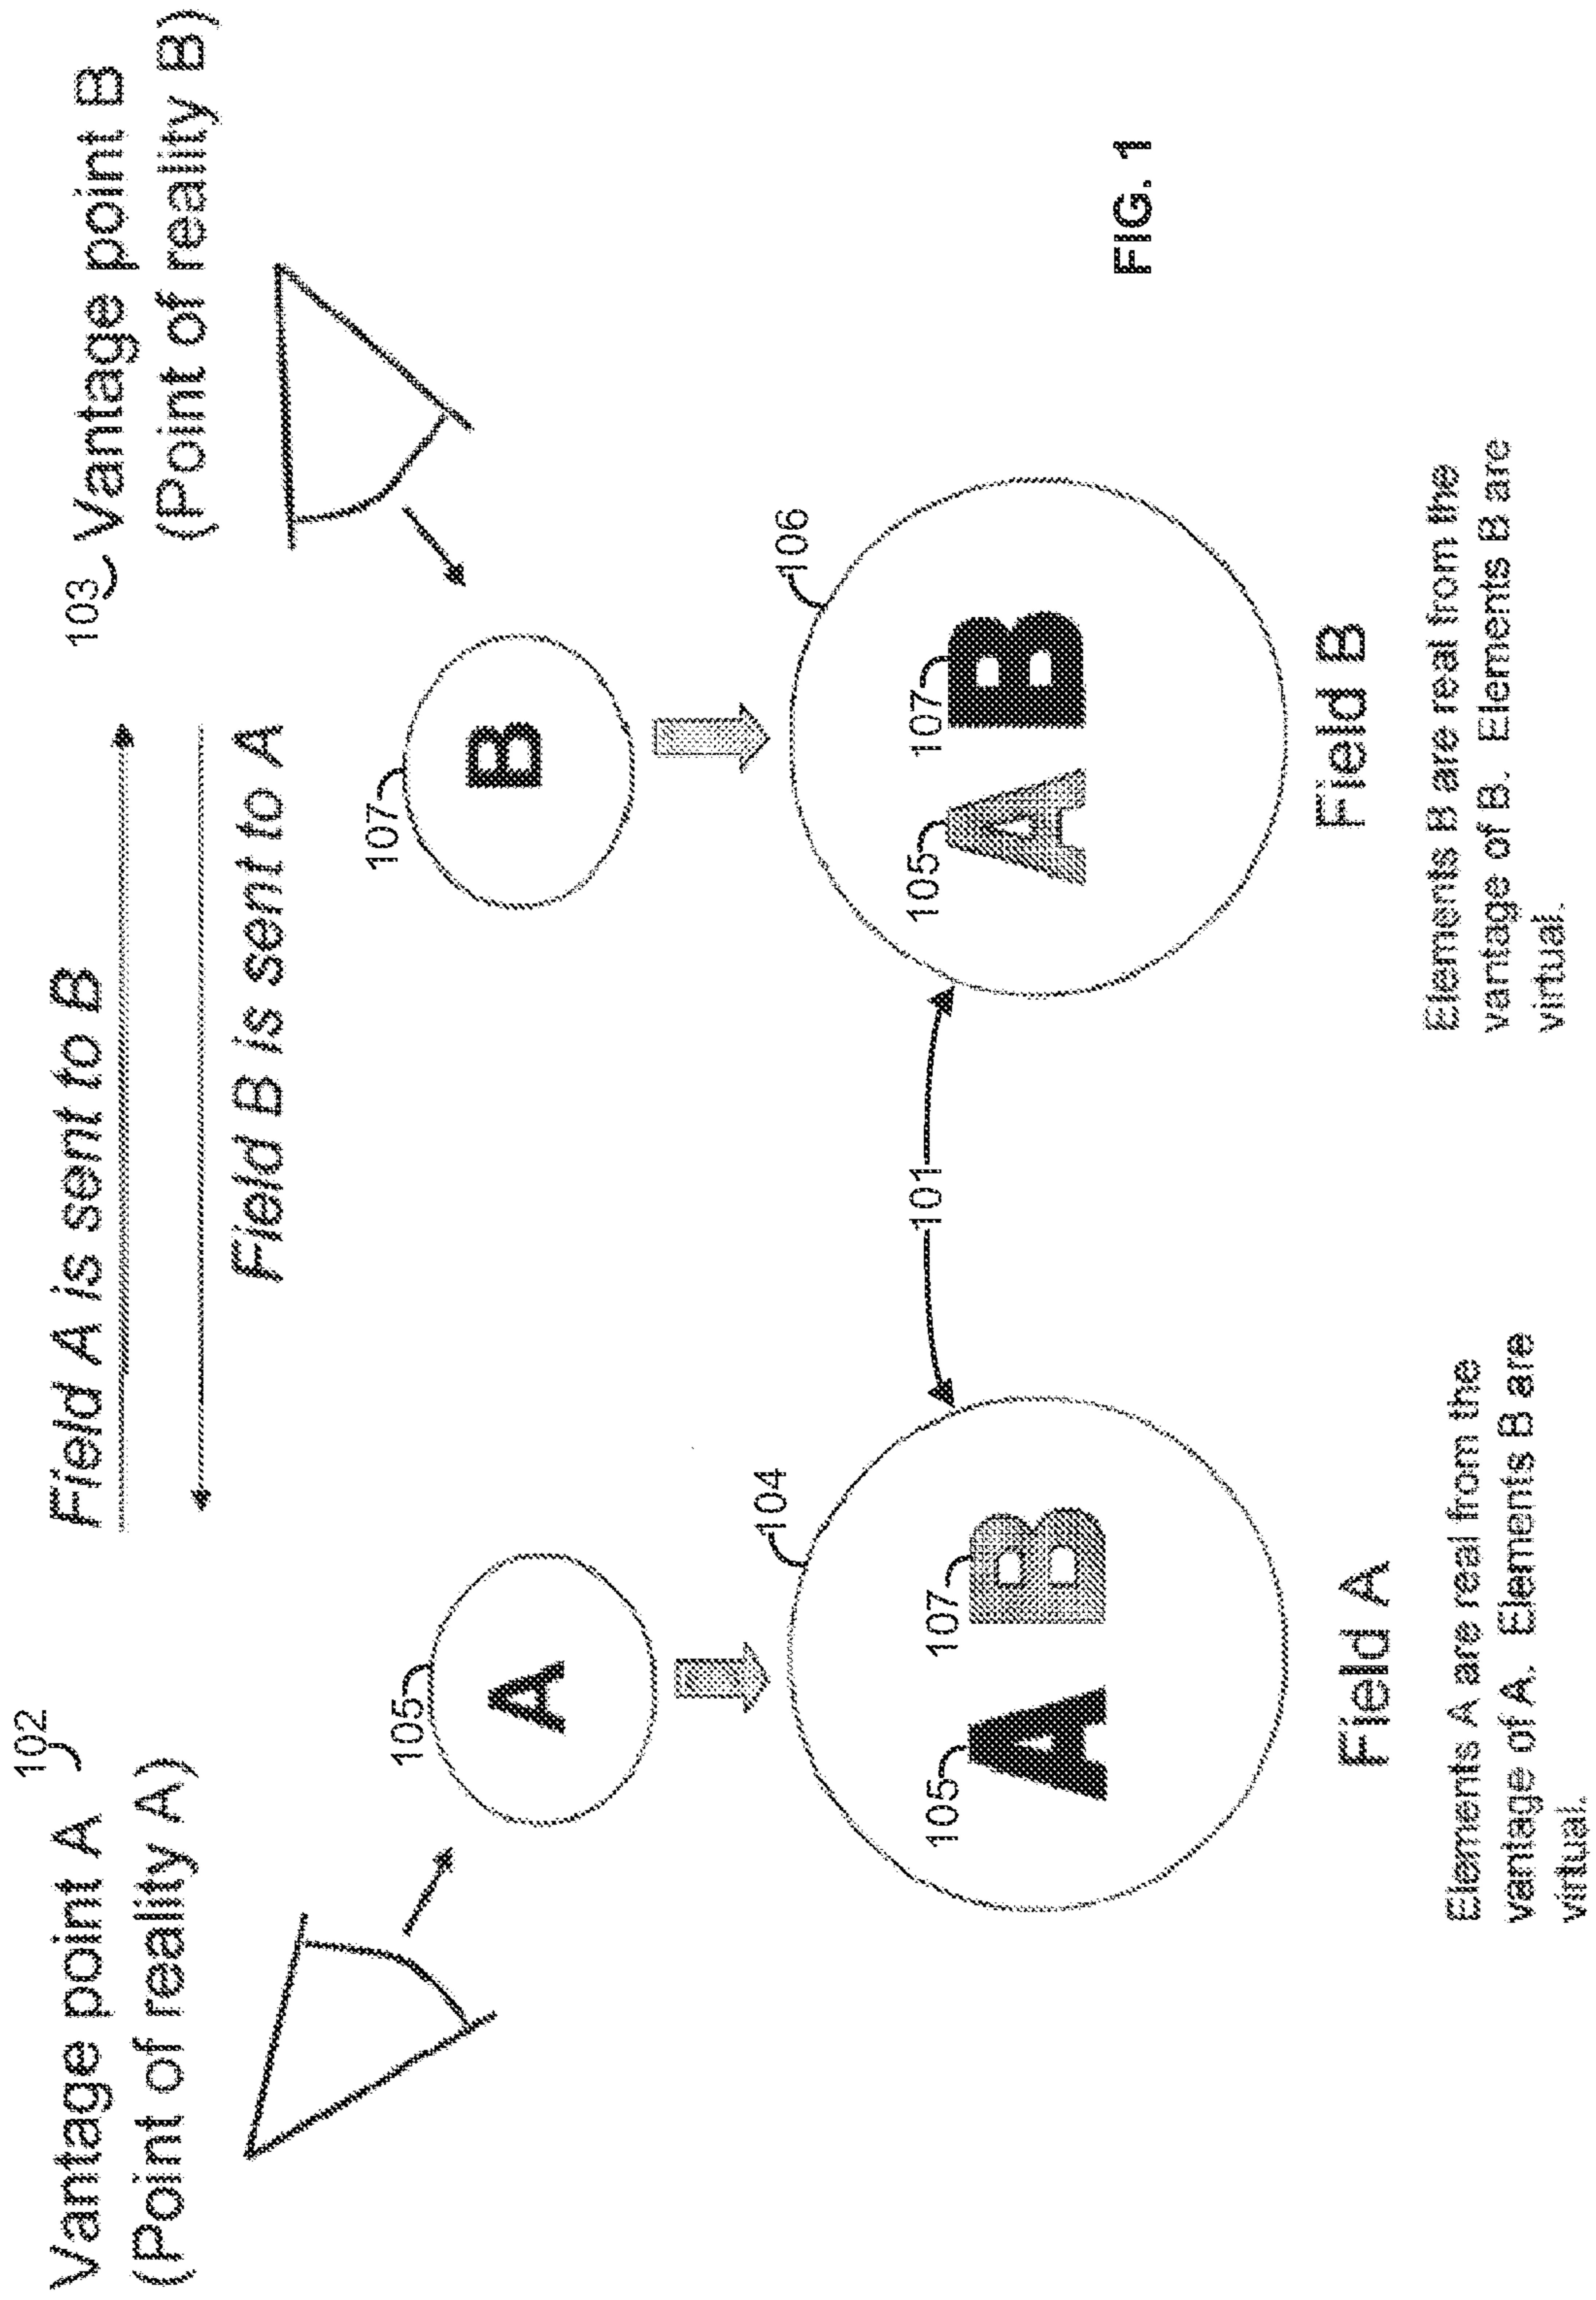 Vantage point A
102
(Point of reality A)
Field A is sent to B
Field B is sent to A
103
Vantage point B
(Point of reality B)
105
A
107
B
104
105
A
107
B
101
106
105
A
107
B
Field A
Field B
Elements A are real from the
vantage of A. Elements B are
virtual.
Elements B are real from the
vantage of B. Elements B are
virtual.
FIG. 1